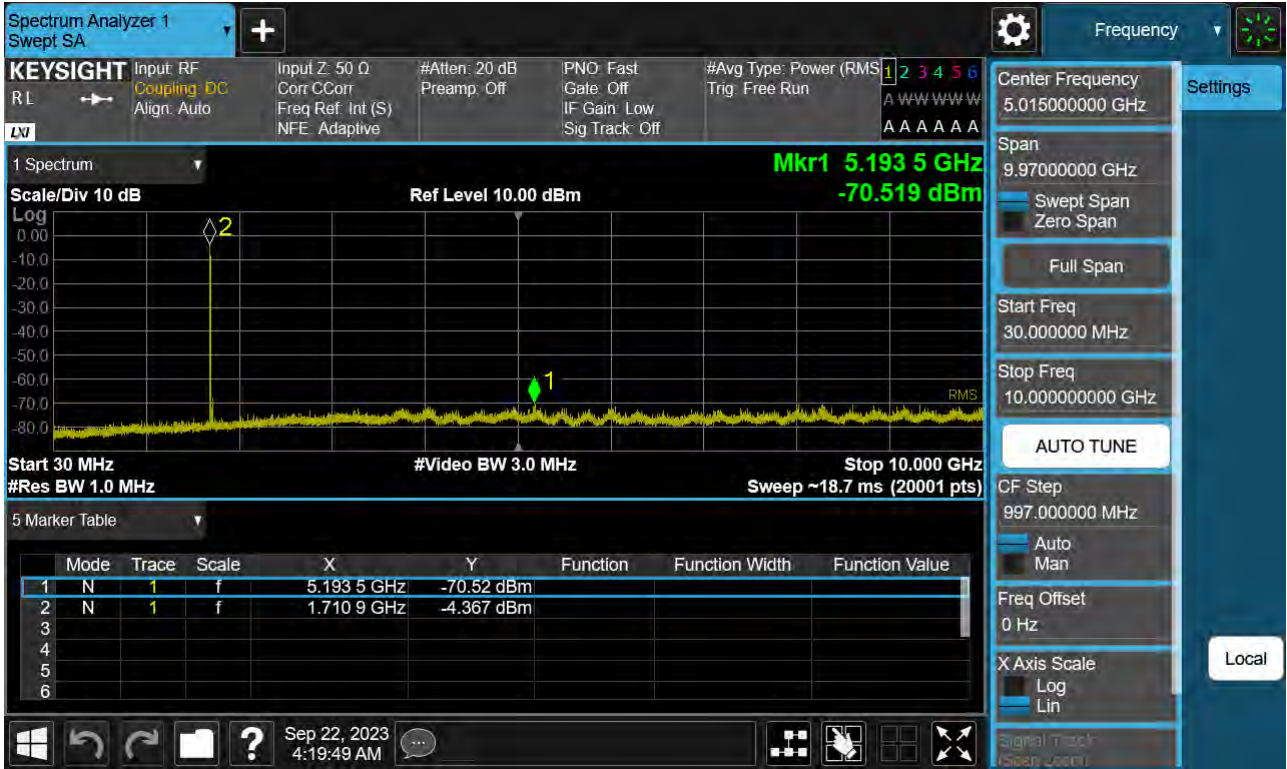 Spectrum Analyzer 1
Swept SA
+
Frequency
KEYSIGHT
R L
LXI
Input: RF
Coupling: DC
Align: Auto
Input Z: 50 Ω
Corr CCorr
Freq Ref: Int (S)
NFE: Adaptive
#Atten: 20 dB
Preamp: Off
PNO: Fast
Gate: Off
IF Gain: Low
Sig Track: Off
#Avg Type: Power (RMS
Trig: Free Run
1 2 3 4 5 6
A W W W W W
A A A A A A
1 Spectrum
Mkr1 5.193 5 GHz
-70.519 dBm
Scale/Div 10 dB
Ref Level 10.00 dBm
Log
0.00
-10.0
-20.0
-30.0
-40.0
-50.0
-60.0
-70.0
-80.0
2
1
RMS
Start 30 MHz
#Video BW 3.0 MHz
Stop 10.000 GHz
#Res BW 1.0 MHz
Sweep ~18.7 ms (20001 pts)
5 Marker Table
Mode Trace Scale X Y Function Function Width Function Value
1 N 1 f 5.193 5 GHz -70.52 dBm
2 N 1 f 1.710 9 GHz -4.367 dBm
3
4
5
6
Center Frequency
5.015000000 GHz
Span
9.97000000 GHz
Swept Span
Zero Span
Full Span
Start Freq
30.000000 MHz
Stop Freq
10.000000000 GHz
AUTO TUNE
CF Step
997.000000 MHz
Auto
Man
Freq Offset
0 Hz
X Axis Scale
Log
Lin
Signal Track
(Span Zoom)
Settings
Local
?
Sep 22, 2023
4:19:49 AM